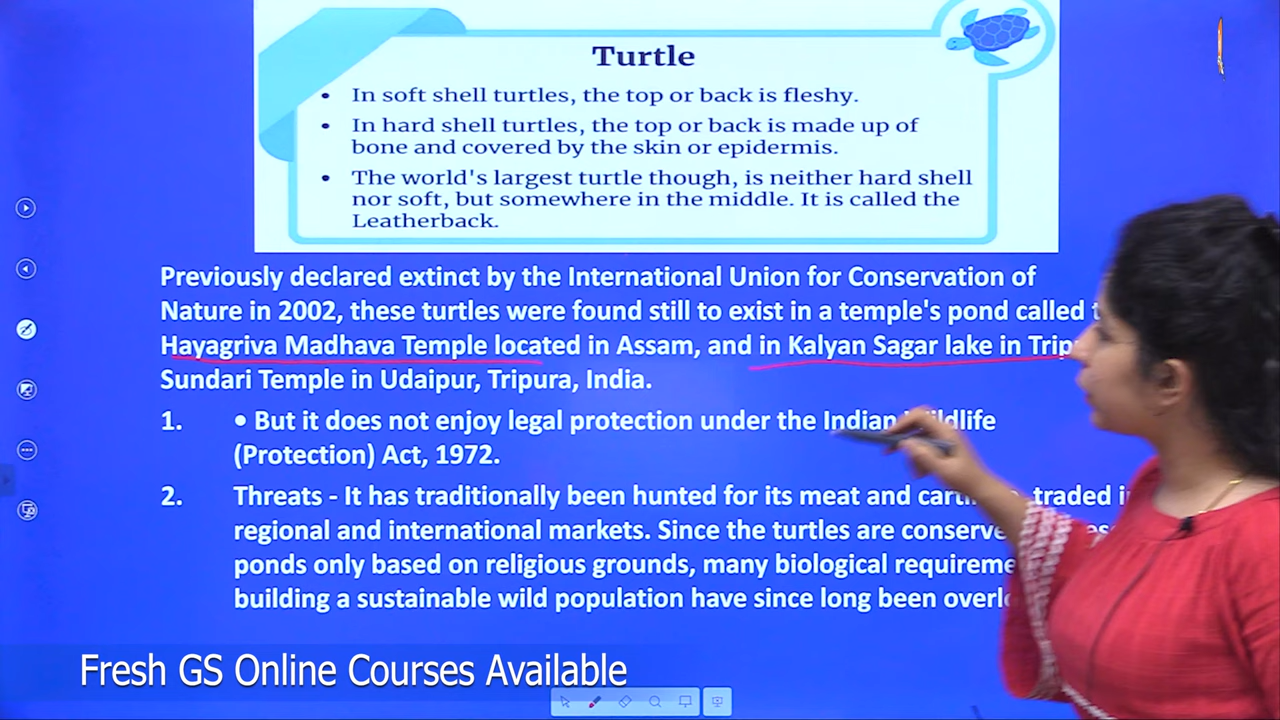 Turtle
• In soft shell turtles, the top or back is fleshy.
• In hard shell turtles, the top or back is made up of
bone and covered by the skin or epidermis.
• The world's largest turtle though, is neither hard shell
nor soft, but somewhere in the middle. It is called the
Leatherback.
Previously declared extinct by the International Union for Conservation of
Nature in 2002, these turtles were found still to exist in a temple's pond called
Hayagriva Madhava Temple located in Assam, and in Kalyan Sagar lake in
Sundari Temple in Udaipur, Tripura, India.
1. • But it does not enjoy legal protection under the Indian Wildlife
(Protection) Act, 1972.
2. Threats - It has traditionally been hunted for its meat and traded
regional and international markets. Since the turtles are
ponds only based on religious grounds, many biological
building a sustainable wild population have since long been
Fresh GS Online Courses Available